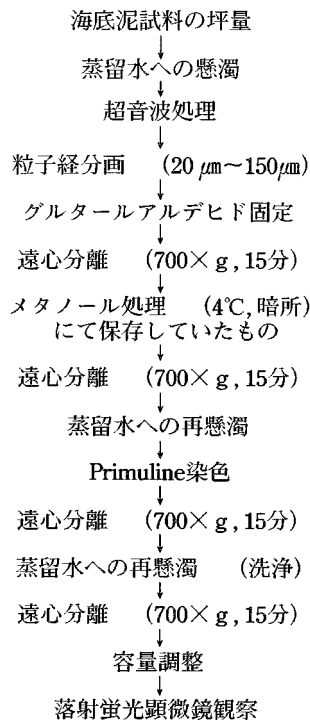 海底泥試料の坪量
蒸留水への懸濁
超音波処理
粒子経分画 (20μm～150μm)
グルタールアルデヒド固定
遠心分離 (700×g,15分)
メタノール処理 (4℃,暗所)
にて保存していたもの
遠心分離 (700×g,15分)
蒸留水への再懸濁
Primuline染色
遠心分離 (700×g,15分)
蒸留水への再懸濁 (洗浄)
遠心分離 (700×g,15分)
容量調整
落射蛍光顕微鏡観察